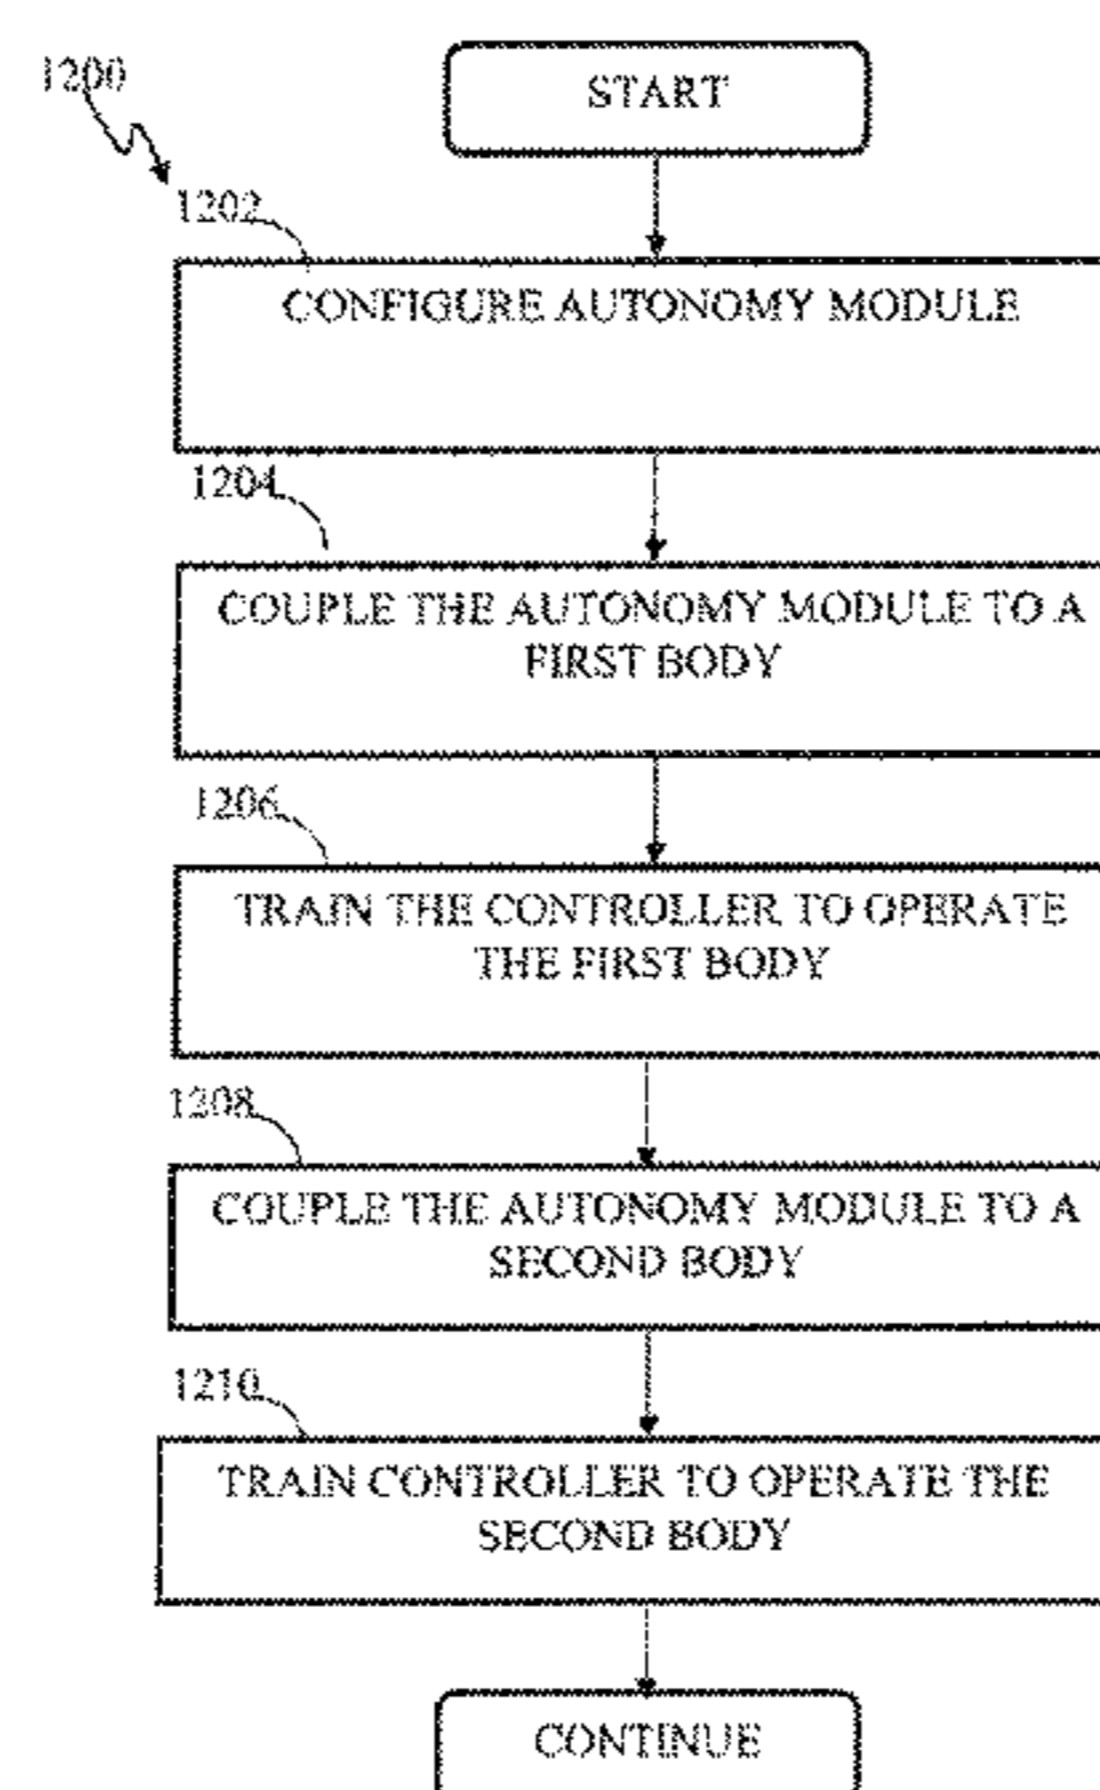 1200
START
1202
CONFIGURE AUTONOMY MODULE
1204
COUPLE THE AUTONOMY MODULE TO A
FIRST BODY
1206
TRAIN THE CONTROLLER TO OPERATE
THE FIRST BODY
1208
COUPLE THE AUTONOMY MODULE TO A
SECOND BODY
1210
TRAIN CONTROLLER TO OPERATE THE
SECOND BODY
CONTINUE